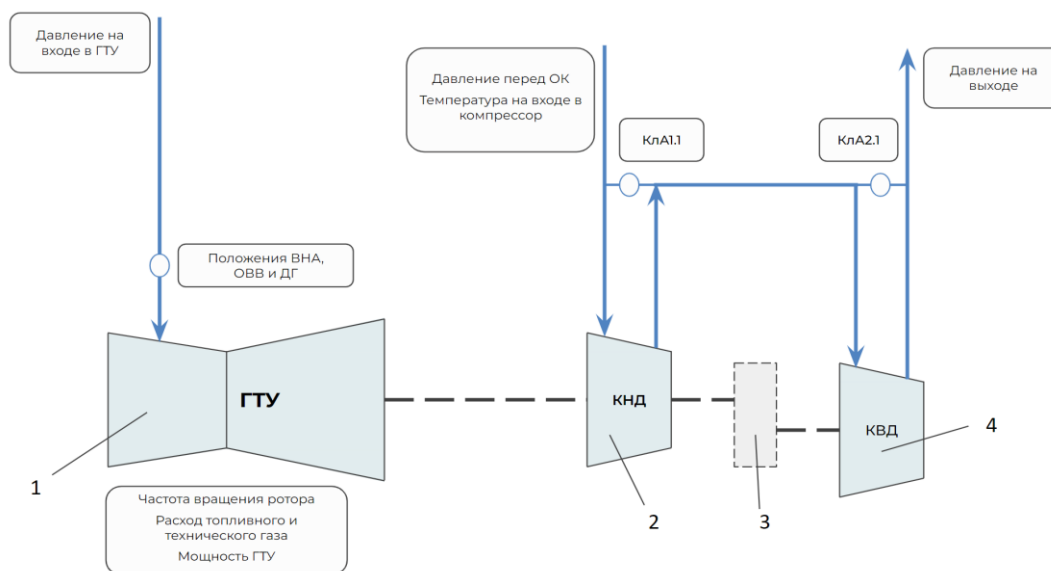 Давление на
входе в ГТУ
Давление перед ОК
Температура на входе в
компрессор
Давление на
выходе
КлА1.1
КлА2.1
Положения ВНА,
ОВВ и ДГ
ГТУ
КНД
КВД
1
2
3
4
Частота вращения ротора
Расход топливного и
технического газа
Мощность ГТУ